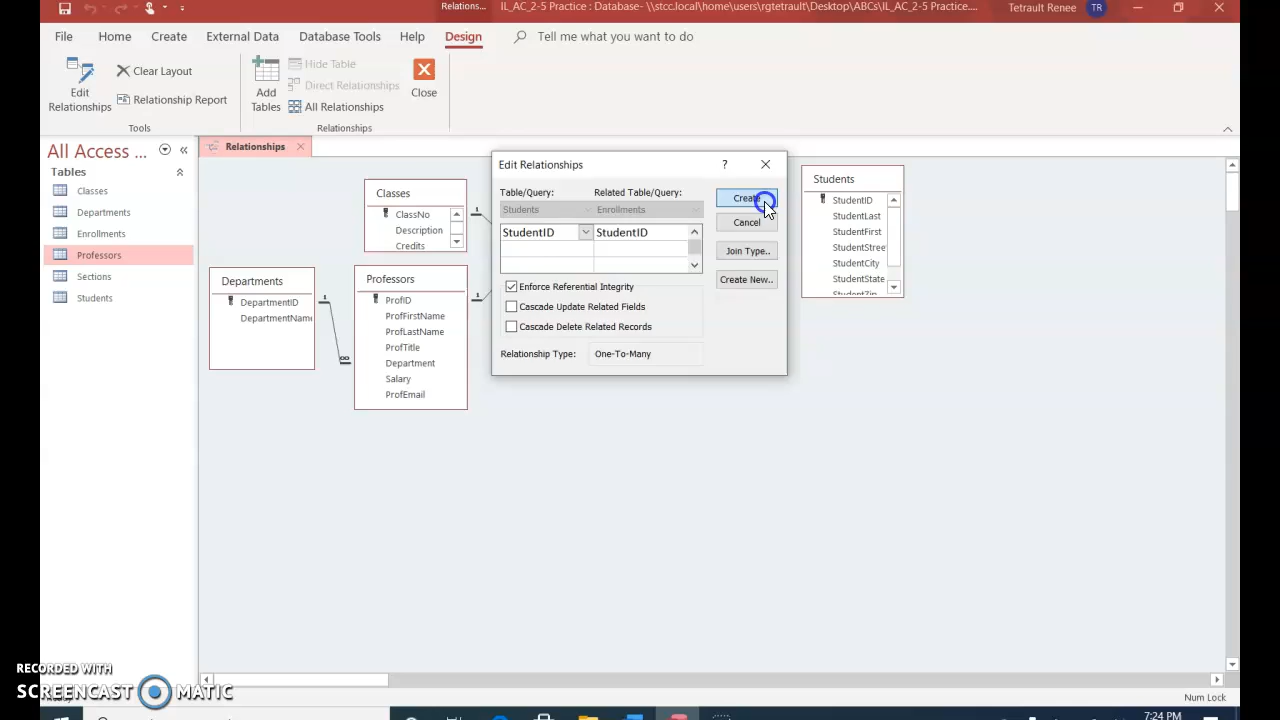 Relations...
IL_AC_2-5 Practice : Database- \\stcc.local\home\users\rgtetrault\Desktop\ABCs\IL_AC_2-5 Practice....
Tetrault Renee
TR
File
Home
Create
External Data
Database Tools
Help
Design
Tell me what you want to do
Edit
Relationships
Clear Layout
Relationship Report
Tools
Add
Tables
Hide Table
Direct Relationships
All Relationships
Close
Relationships
All Access ...
Tables
Classes
Departments
Enrollments
Professors
Sections
Students
Relationships
Classes
ClassNo
Description
Credits
1
Departments
DepartmentID
DepartmentName
1
∞
Professors
ProfID
ProfFirstName
ProfLastName
ProfTitle
Department
Salary
ProfEmail
1
Edit Relationships
?
Table/Query:
Related Table/Query:
Students
Enrollments
StudentID
StudentID
Create
Cancel
Join Type..
Create New..
Enforce Referential Integrity
Cascade Update Related Fields
Cascade Delete Related Records
Relationship Type:
One-To-Many
Students
StudentID
StudentLast
StudentFirst
StudentStree
StudentCity
StudentState
StudentZip
RECORDED WITH
SCREENCAST MATIC
Num Lock
7:24 PM